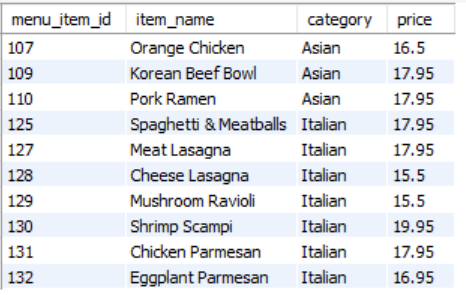 menu_item_id item_name category price
107 Orange Chicken Asian 16.5
109 Korean Beef Bowl Asian 17.95
110 Pork Ramen Asian 17.95
125 Spaghetti & Meatballs Italian 17.95
127 Meat Lasagna Italian 17.95
128 Cheese Lasagna Italian 15.5
129 Mushroom Ravioli Italian 15.5
130 Shrimp Scampi Italian 19.95
131 Chicken Parmesan Italian 17.95
132 Eggplant Parmesan Italian 16.95